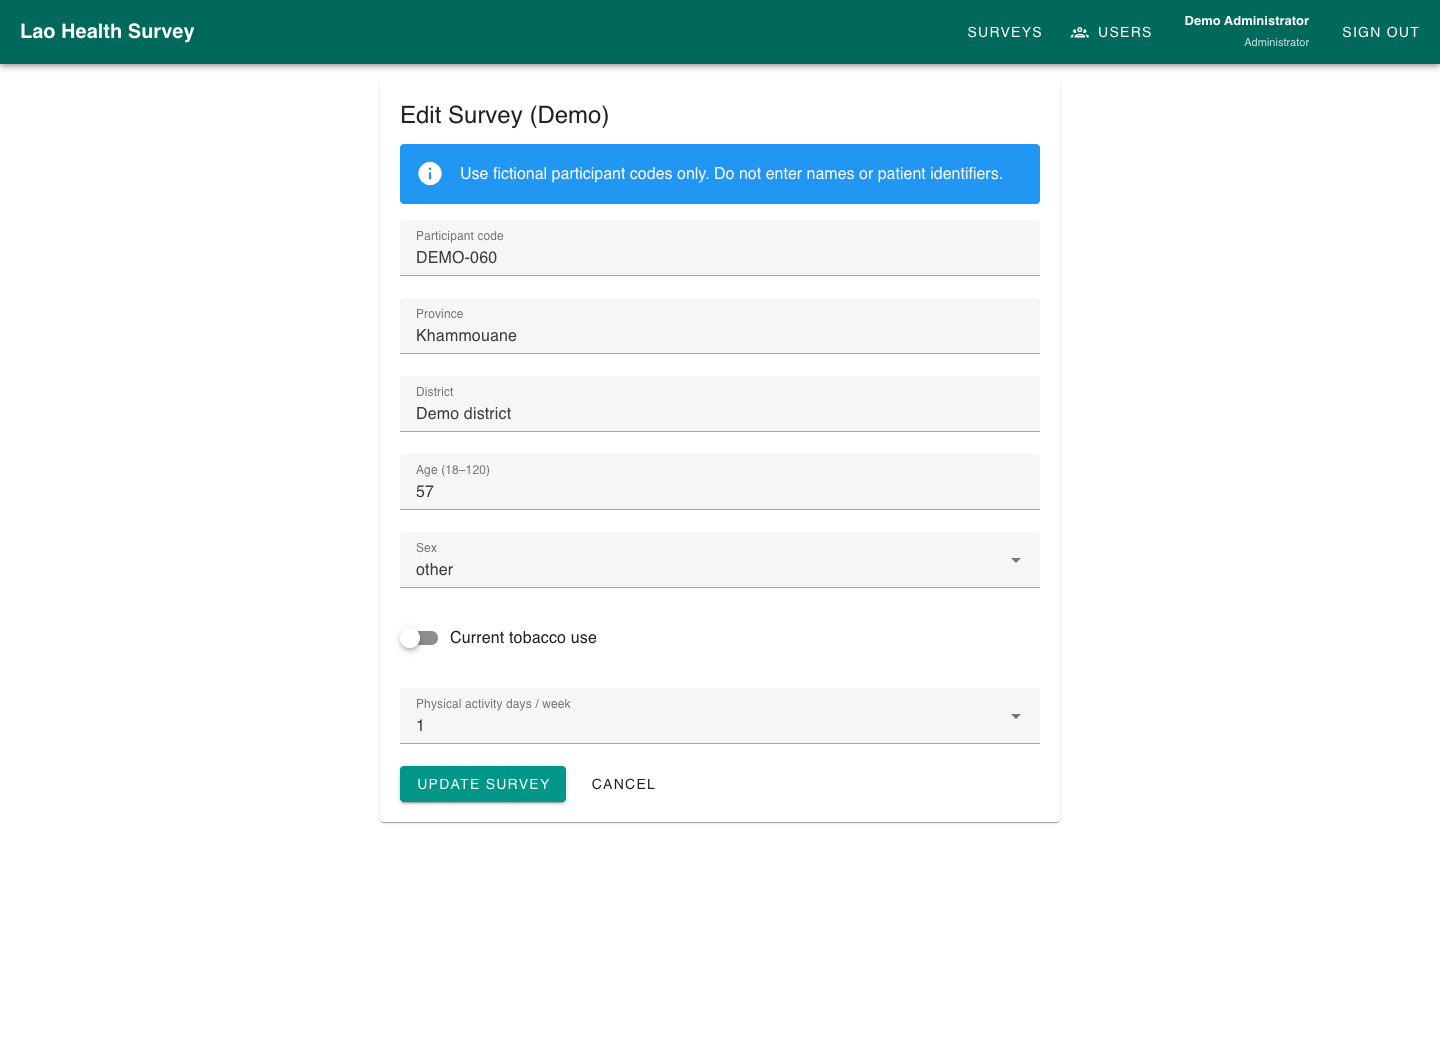 Lao Health Survey
SURVEYS
USERS
Demo Administrator
Administrator
SIGN OUT
Edit Survey (Demo)
Use fictional participant codes only. Do not enter names or patient identifiers.
Participant code
DEMO-060
Province
Khammouane
District
Demo district
Age (18–120)
57
Sex
other
Current tobacco use
Physical activity days / week
1
UPDATE SURVEY
CANCEL